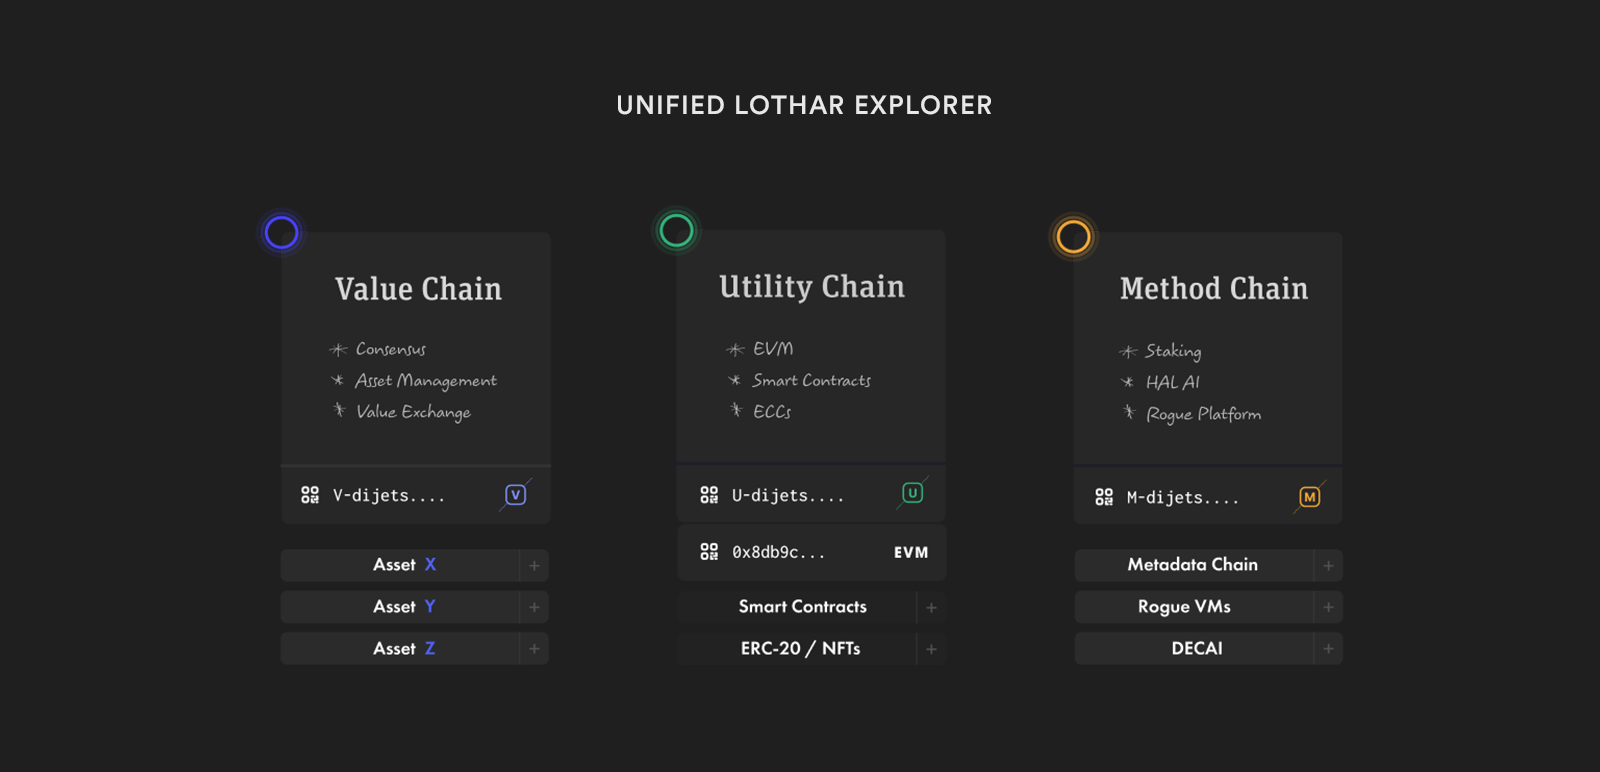 UNIFIED LOTHAR EXPLORER
Value Chain
Consensus
Asset Management
Value Exchange
V-dijets....
V
Asset X
+
Asset Y
+
Asset Z
+
Utility Chain
EVM
Smart Contracts
ECCs
U-dijets....
U
0x8db9c...
EVM
Smart Contracts
+
ERC-20 / NFTs
+
Method Chain
Staking
HAL AI
Rogue Platform
M-dijets....
M
Metadata Chain
+
Rogue VMs
+
DECAI
+